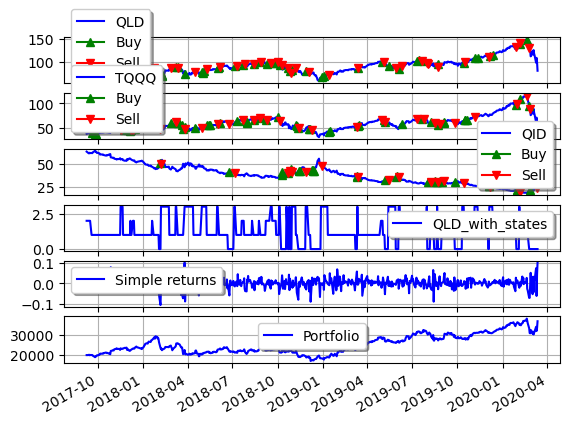 QLD
Buy
Sell
150
100
TQQQ
Buy
Sell
100
50
QID
Buy
Sell
50
25
QLD_with_states
2.5
0.0
Simple returns
0.1
0.0
−0.1
Portfolio
30000
20000
2017-10
2018-01
2018-04
2018-07
2018-10
2019-01
2019-04
2019-07
2019-10
2020-01
2020-04